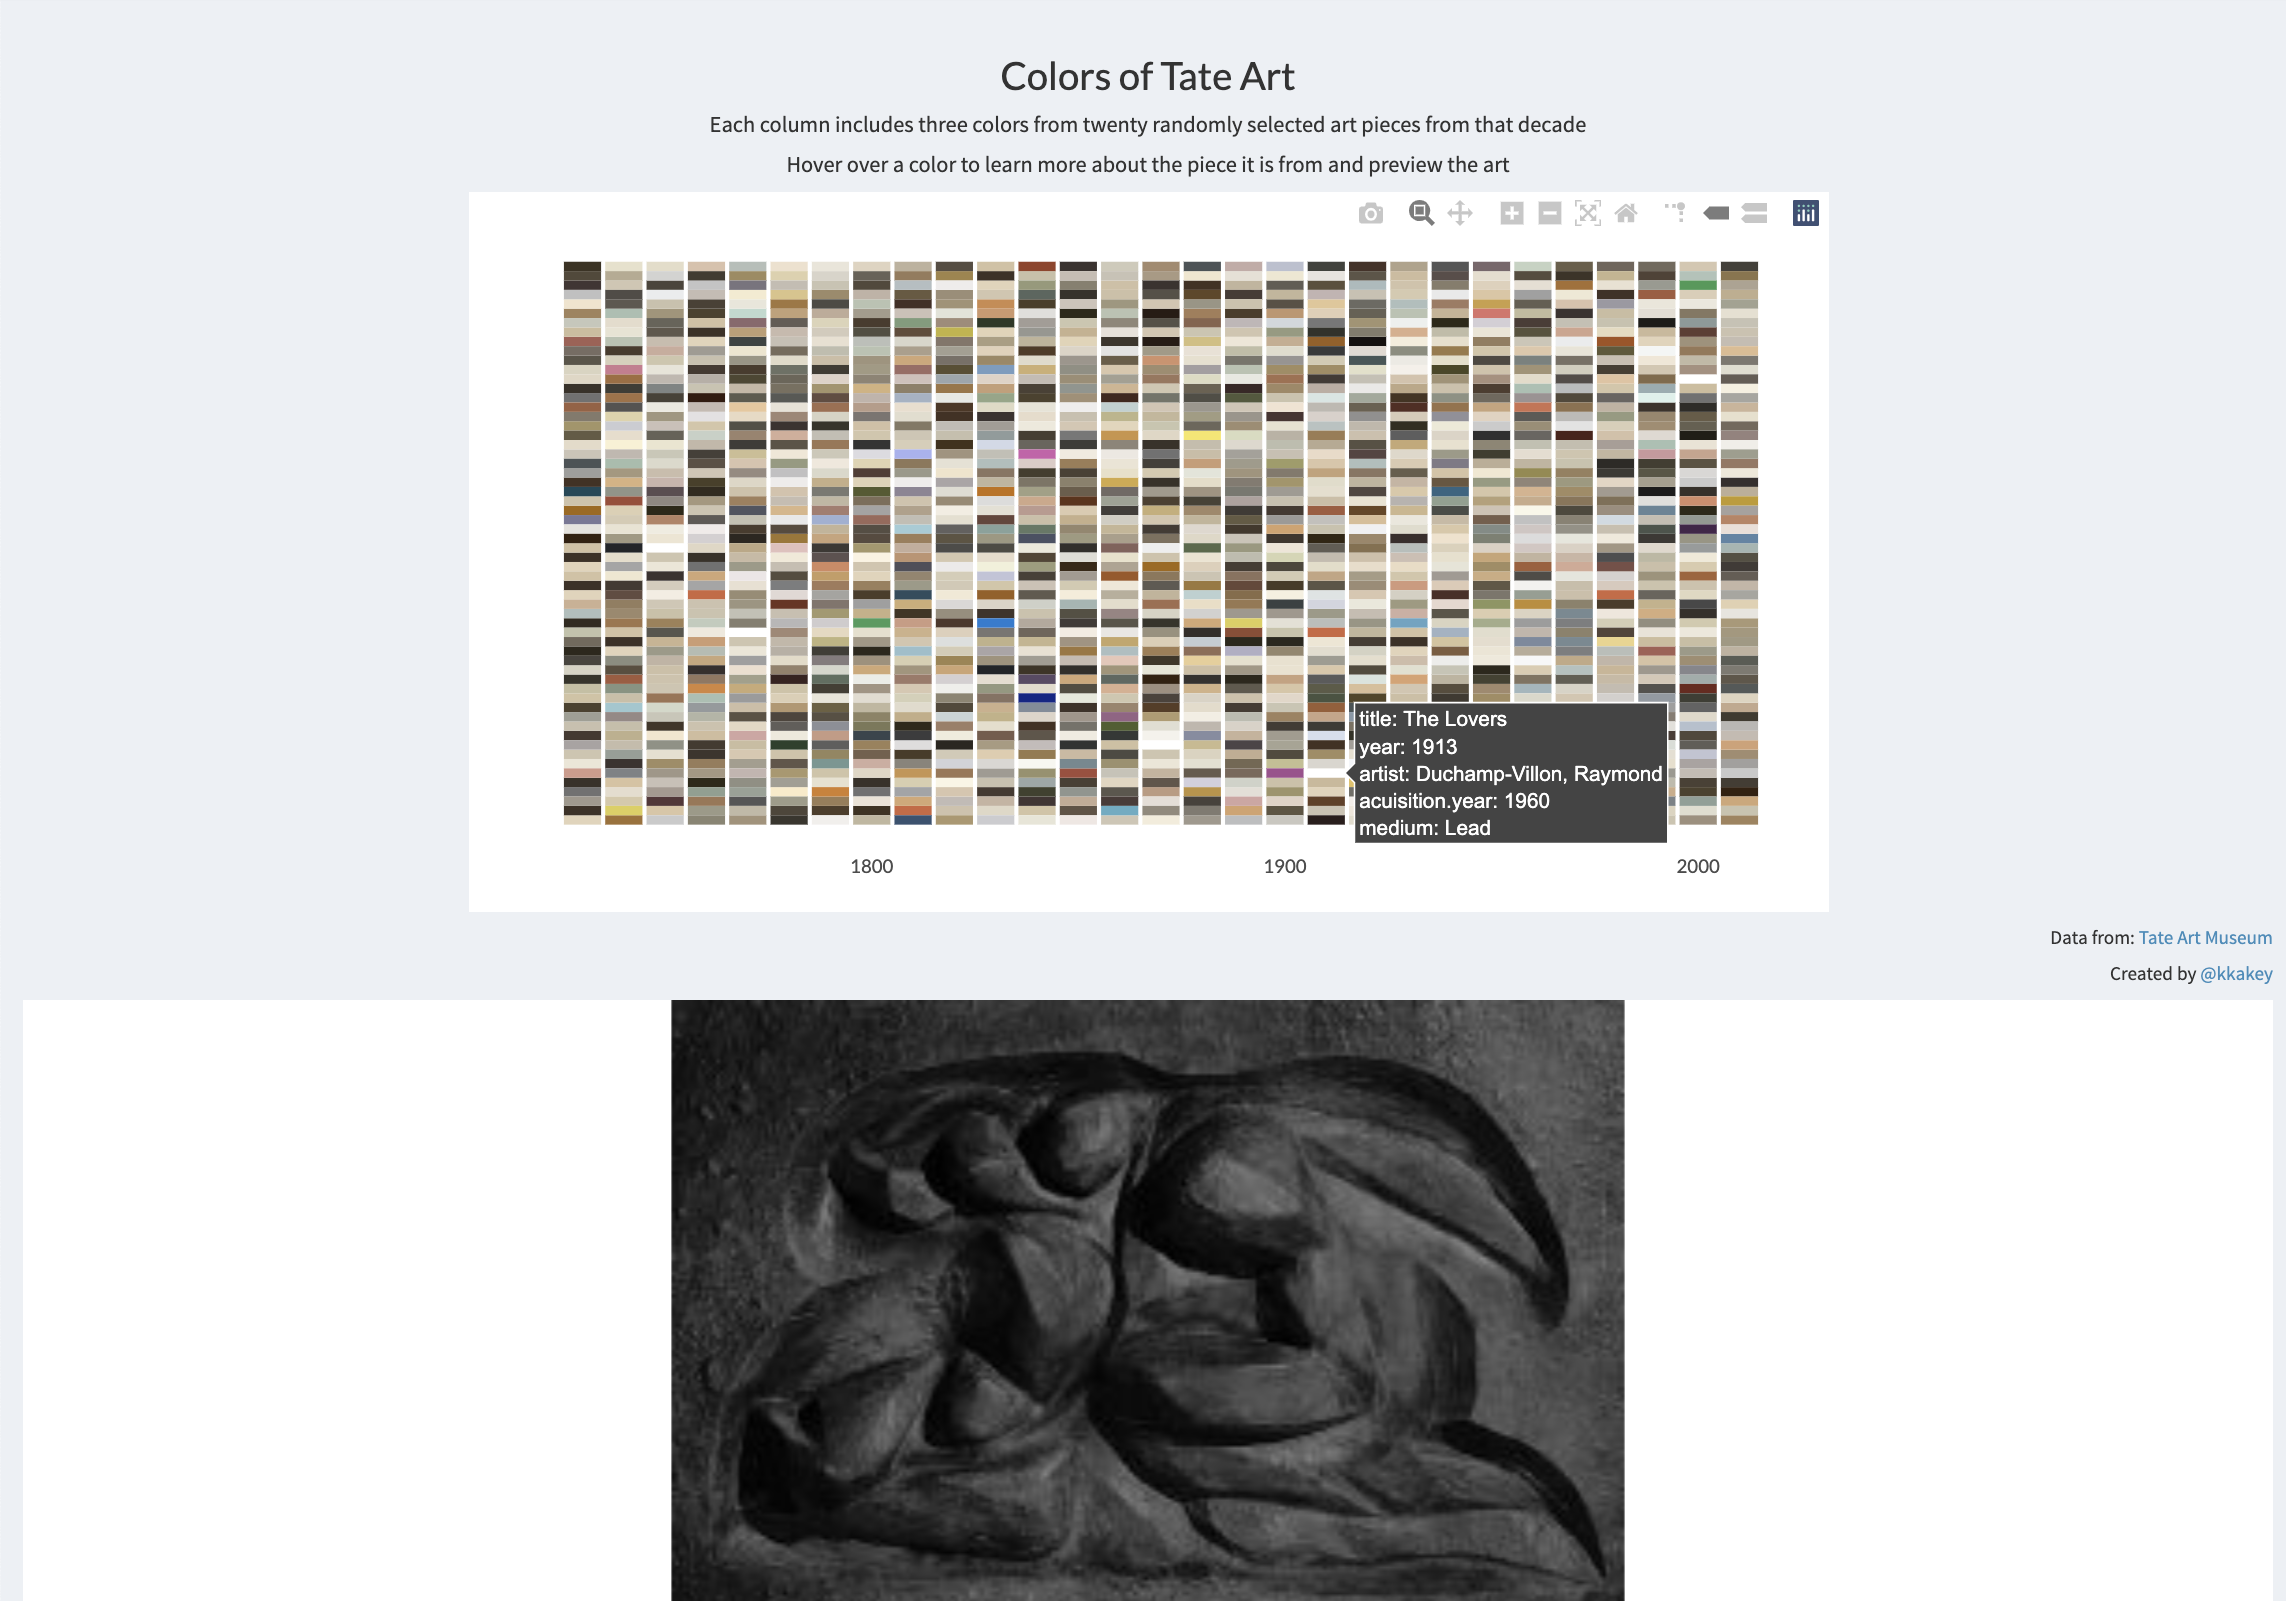 Colors of Tate Art
Each column includes three colors from twenty randomly selected art pieces from that decade
Hover over a color to learn more about the piece it is from and preview the art
title: The Lovers
year: 1913
artist: Duchamp-Villon, Raymond
acuisition.year: 1960
medium: Lead
1800
1900
2000
Data from: Tate Art Museum
Created by @kkakey